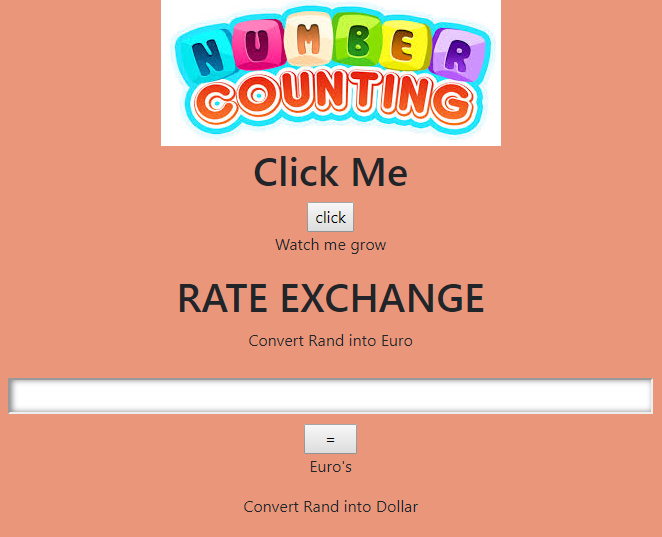 NUMBER
COUNTING
Click Me
click
Watch me grow
RATE EXCHANGE
Convert Rand into Euro
=
Euro's
Convert Rand into Dollar